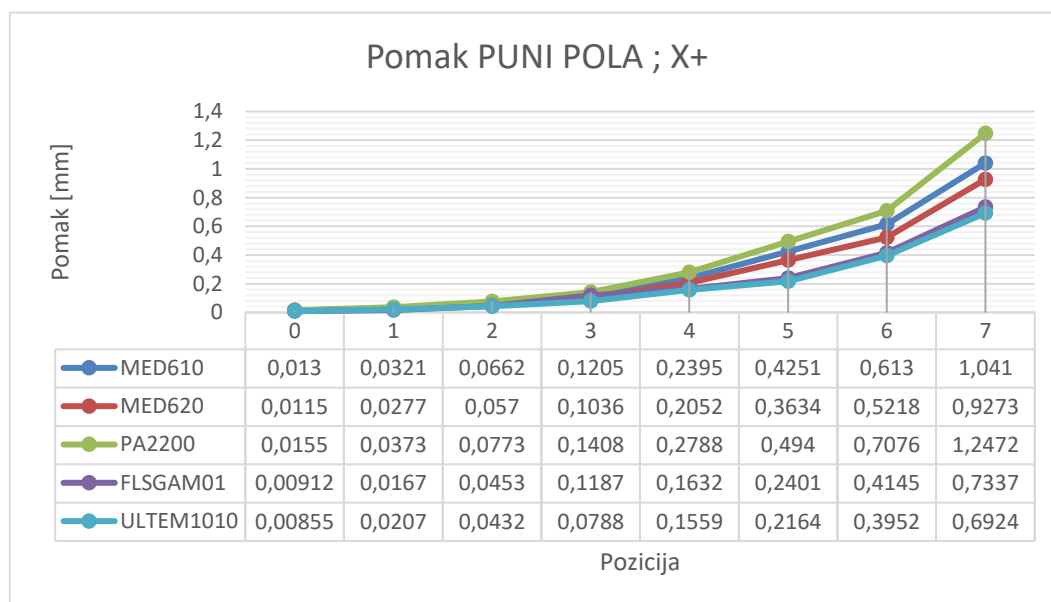 Pomak PUNI POLA ; X+
Pomak [mm]
1,4
1,2
1
0,8
0,6
0,4
0,2
0
0 1 2 3 4 5 6 7
MED610 0,013 0,0321 0,0662 0,1205 0,2395 0,4251 0,613 1,041
MED620 0,0115 0,0277 0,057 0,1036 0,2052 0,3634 0,5218 0,9273
PA2200 0,0155 0,0373 0,0773 0,1408 0,2788 0,494 0,7076 1,2472
FLSGAM01 0,00912 0,0167 0,0453 0,1187 0,1632 0,2401 0,4145 0,7337
ULTEM1010 0,00855 0,0207 0,0432 0,0788 0,1559 0,2164 0,3952 0,6924
Pozicija